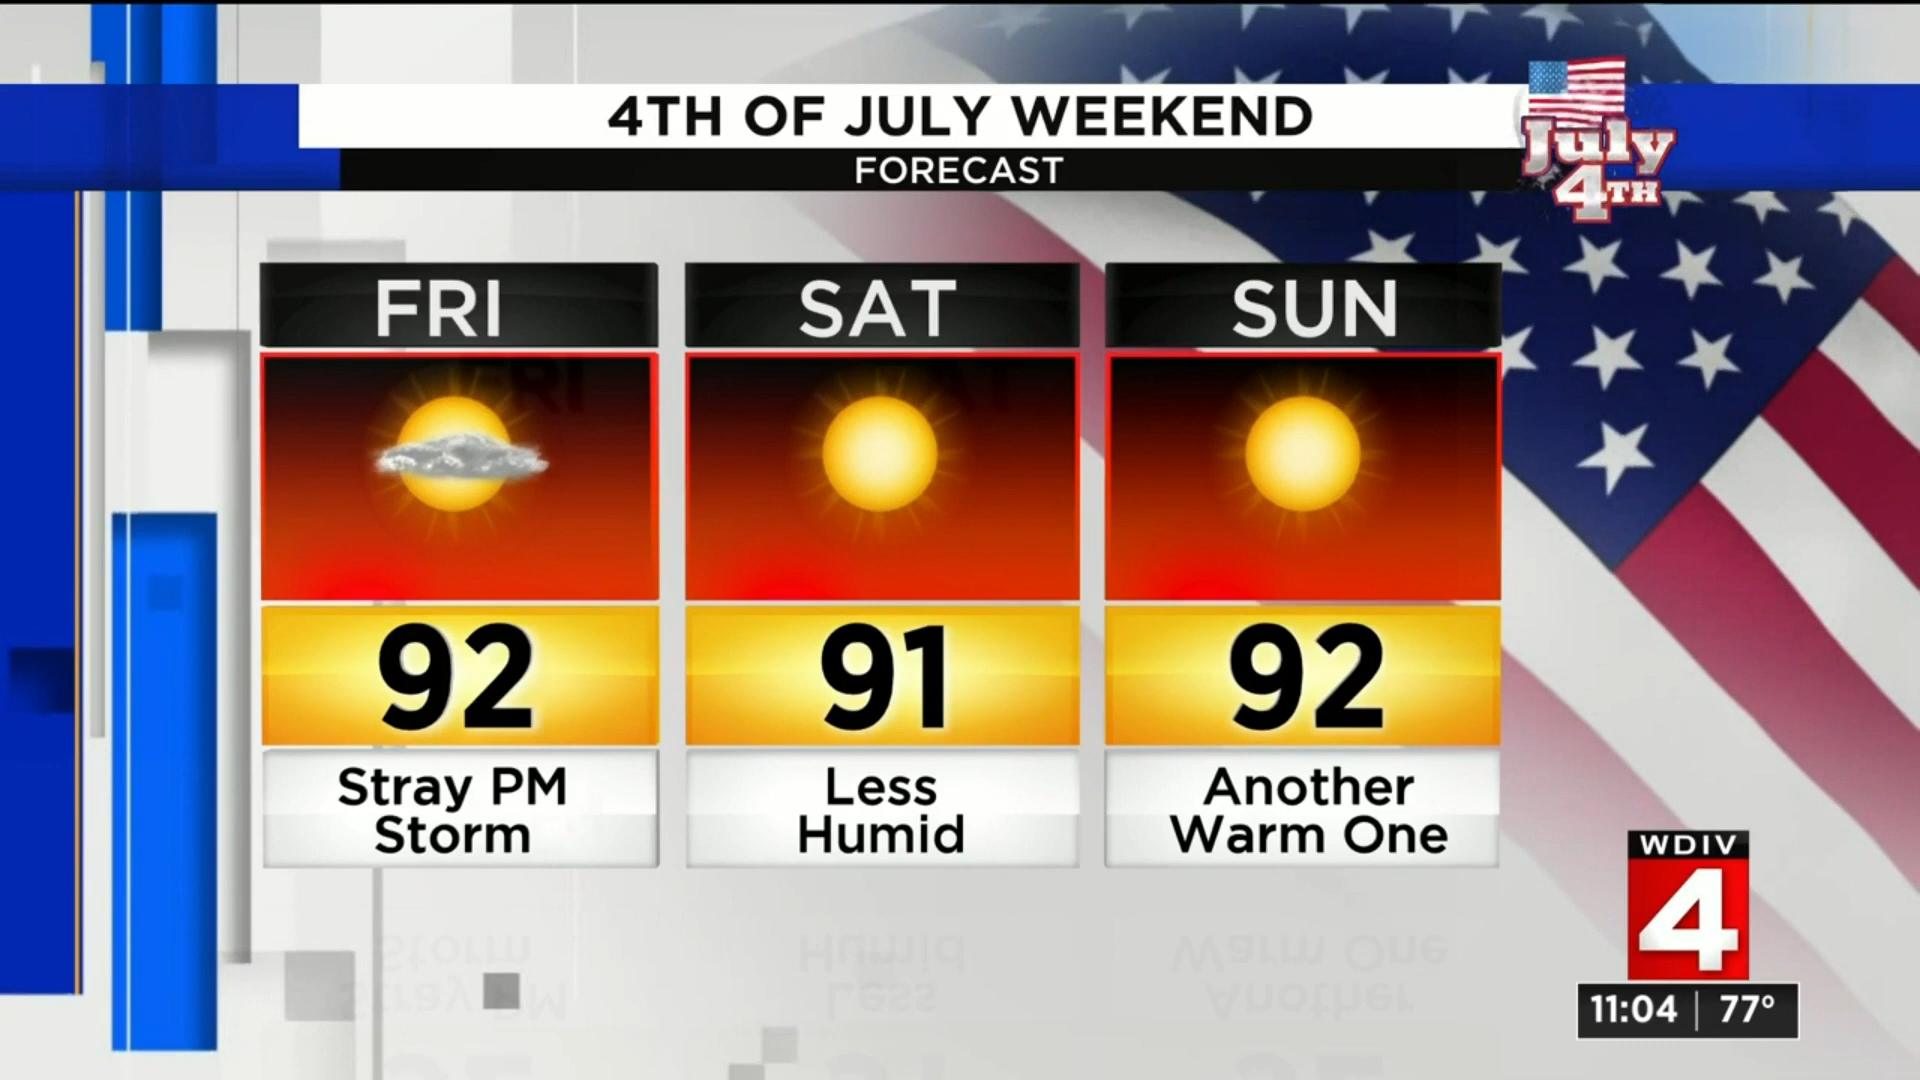 4TH OF JULY WEEKEND
FORECAST
July
4TH
FRI
SAT
SUN
92
91
92
Stray PM
Storm
Less
Humid
Another
Warm One
WDIV
4
11:04 77°